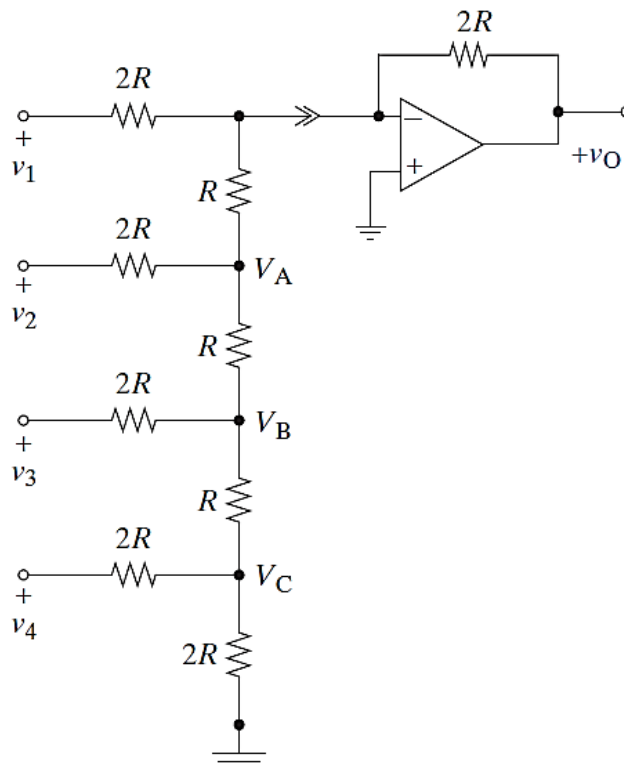 2R
2R
−
+
+
v1
+vO
R
2R
VA
+
v2
R
2R
VB
+
v3
R
2R
VC
+
v4
2R